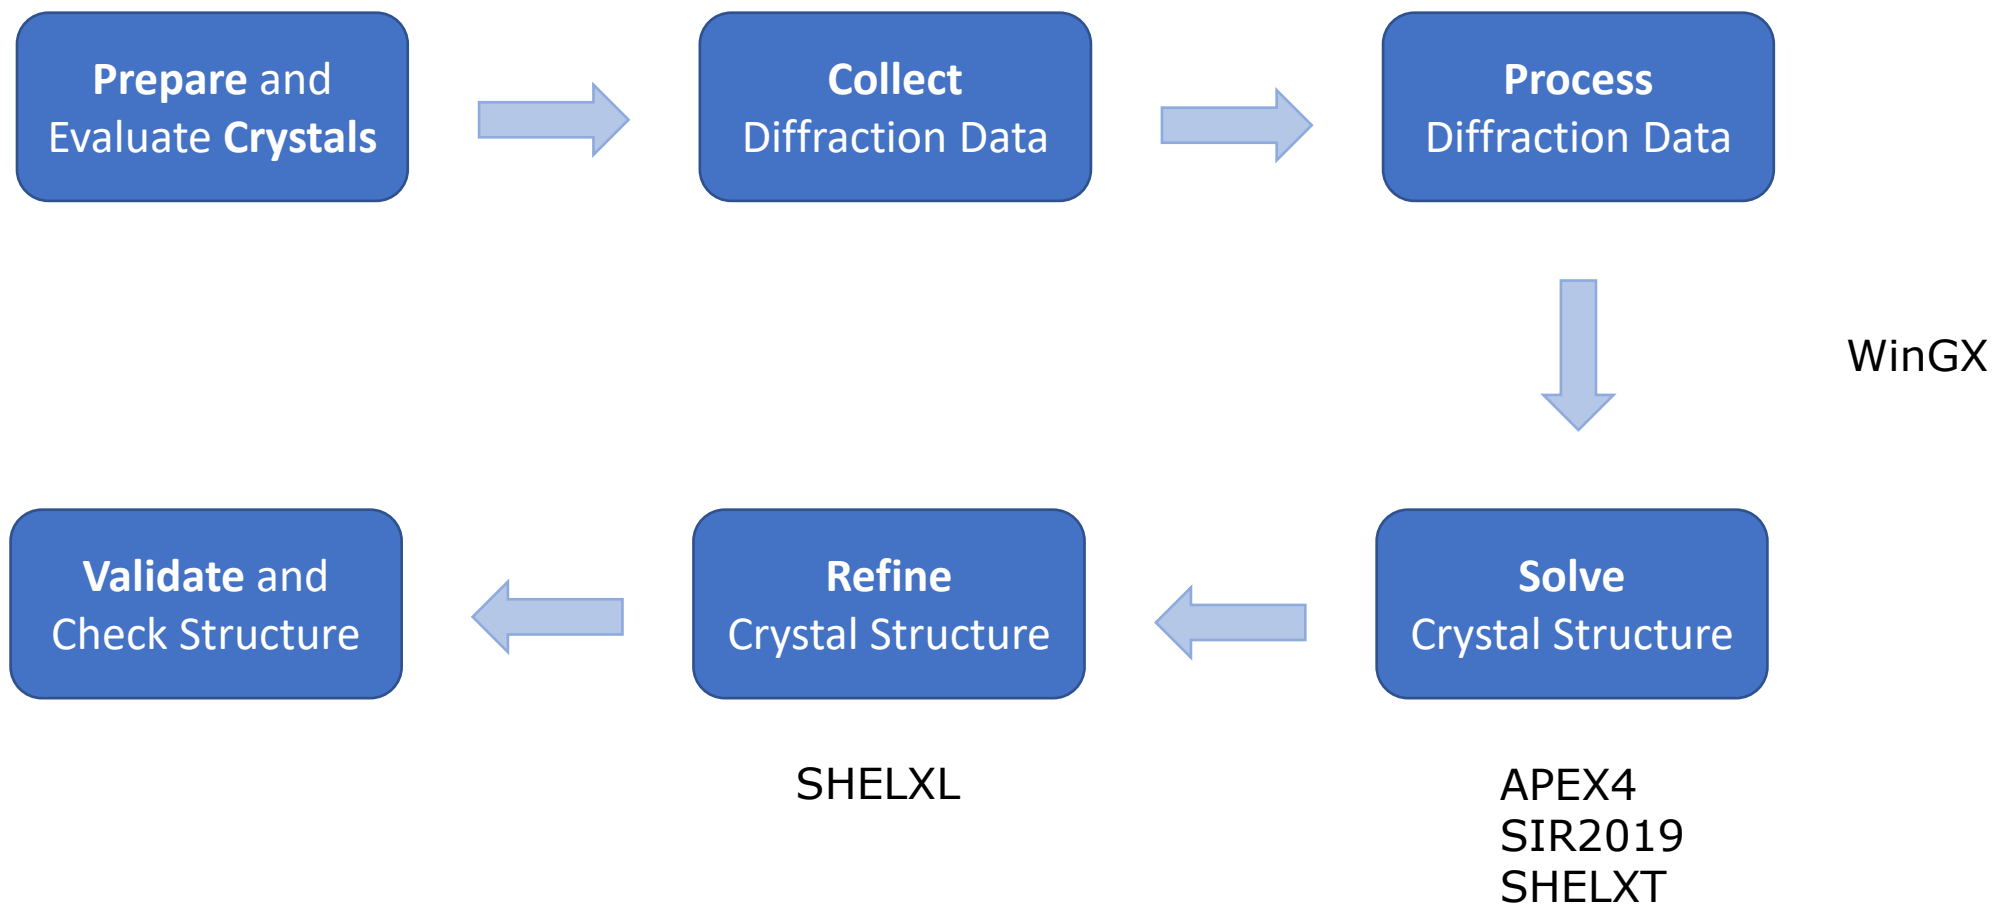 Prepare and
Evaluate Crystals
Collect
Diffraction Data
Process
Diffraction Data
WinGX
Validate and
Check Structure
Refine
Crystal Structure
Solve
Crystal Structure
SHELXL
APEX4
SIR2019
SHELXT